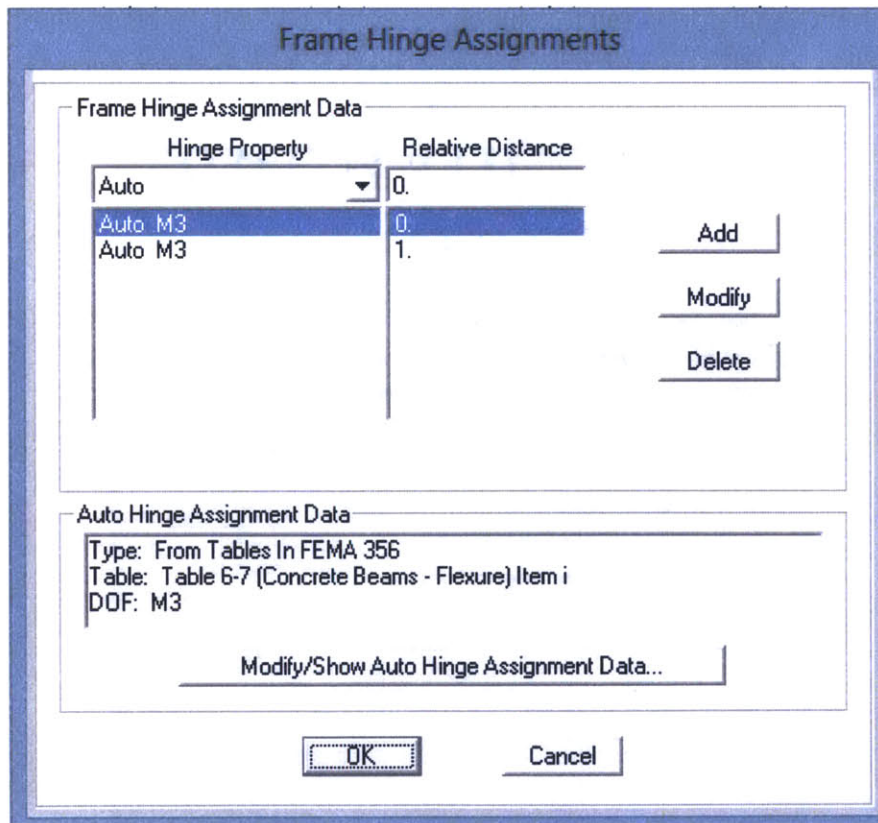 Frame Hinge Assignments
Frame Hinge Assignment Data
Hinge Property Relative Distance
Auto 0.
Auto M3 0.
Auto M3 1.
Add
Modify
Delete
Auto Hinge Assignment Data
Type: From Tables In FEMA 356
Table: Table 6-7 (Concrete Beams - Flexure) Item i
DOF: M3
Modify/Show Auto Hinge Assignment Data...
OK Cancel